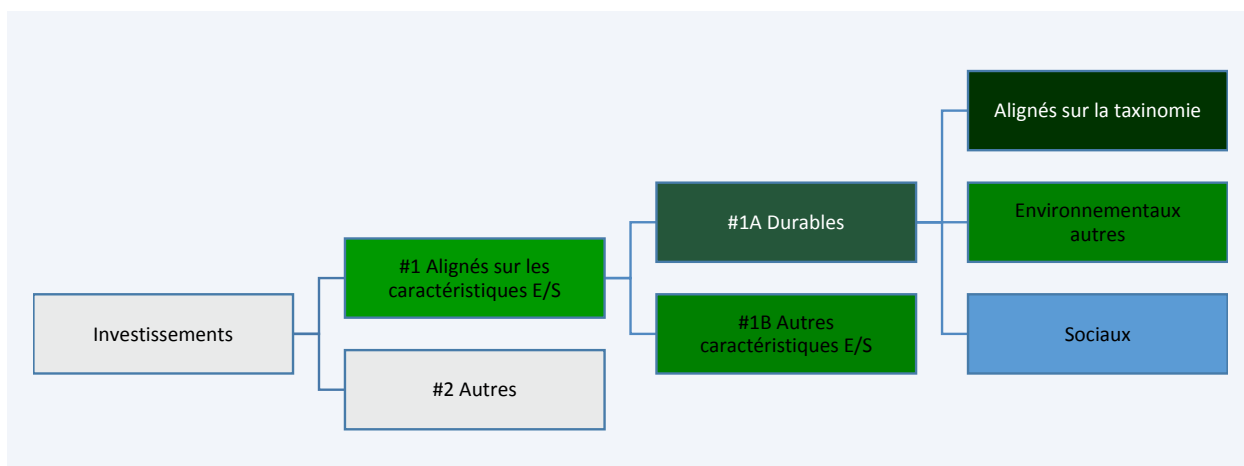 Investissements
#1 Alignés sur les
caractéristiques E/S
#2 Autres
#1A Durables
#1B Autres
caractéristiques E/S
Alignés sur la taxinomie
Environnementaux
autres
Sociaux